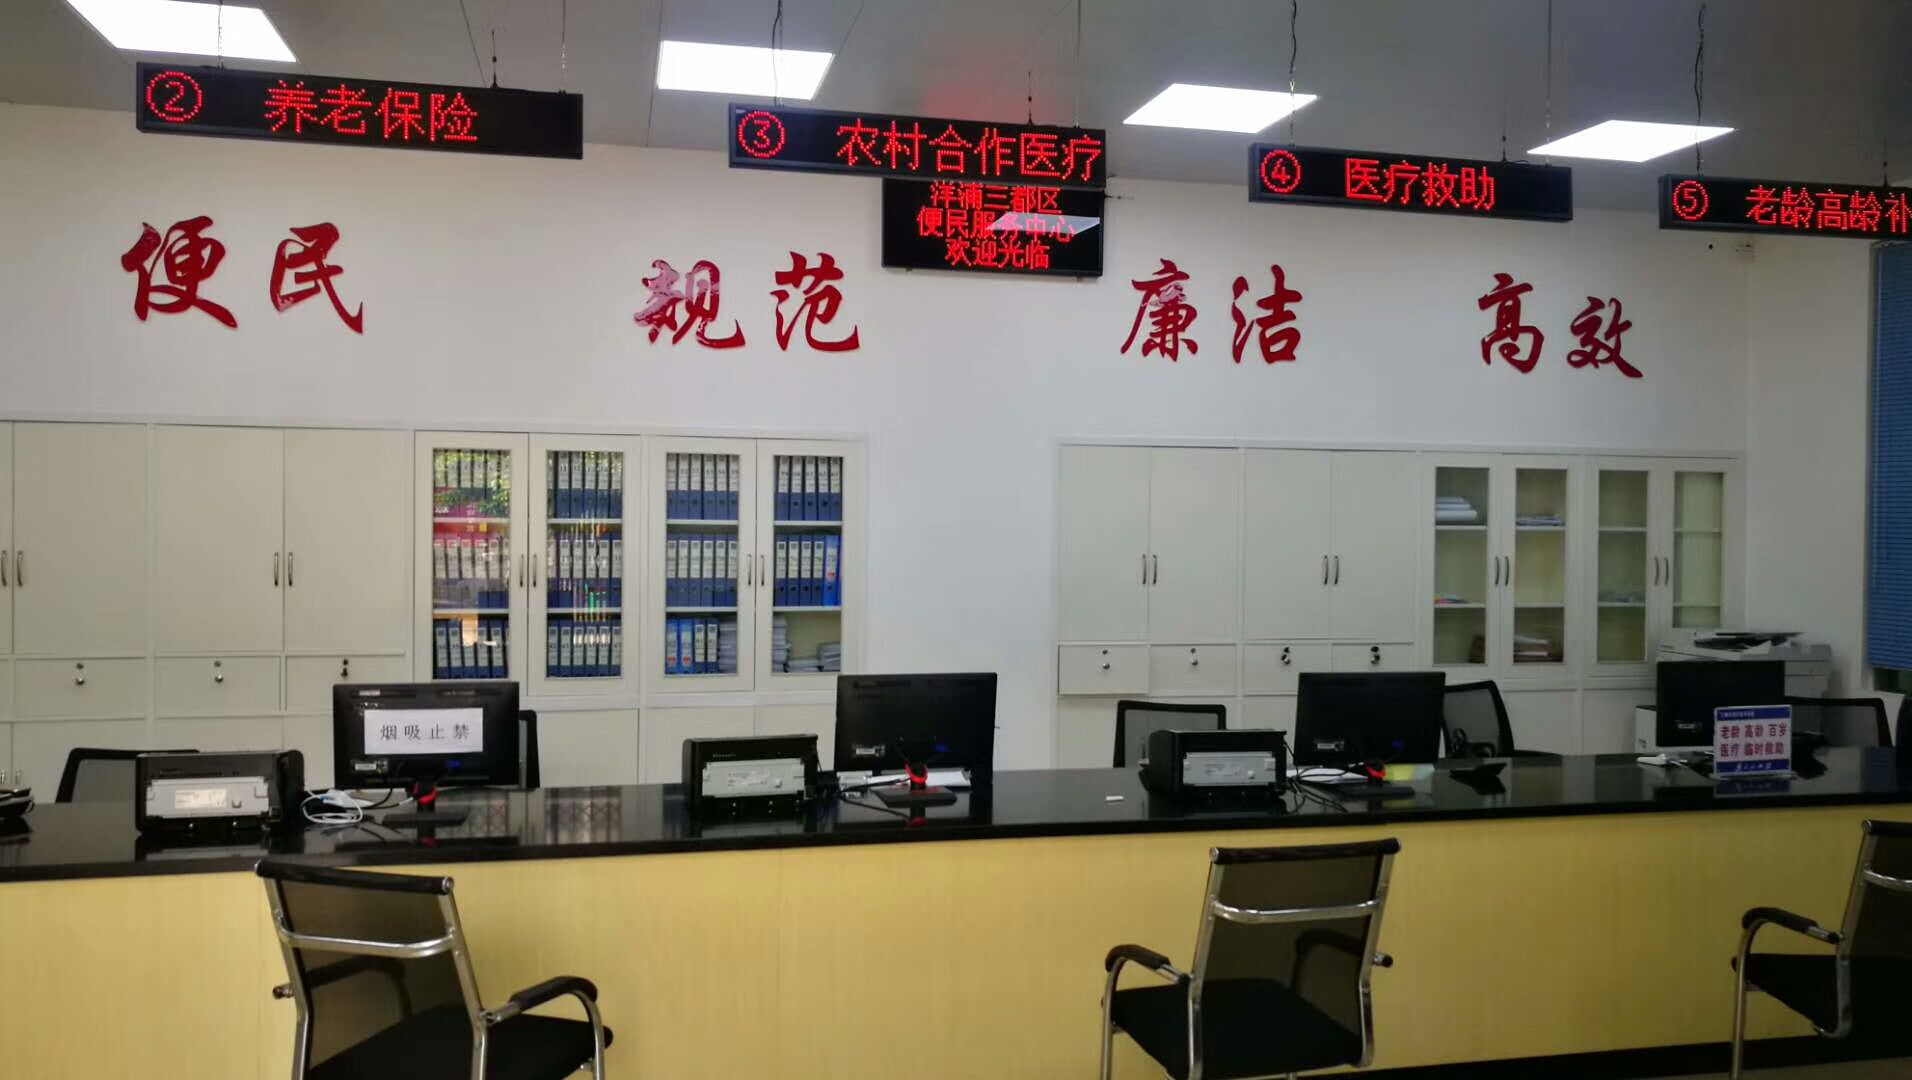 ② 养老保险
③ 农村合作医疗
④ 医疗救助
⑤ 老龄高龄补
洋浦三都区
便民服务中心
欢迎光临
便民 规范 廉洁 高效
烟吸止禁
老龄 高龄 百岁
医疗 临时救助